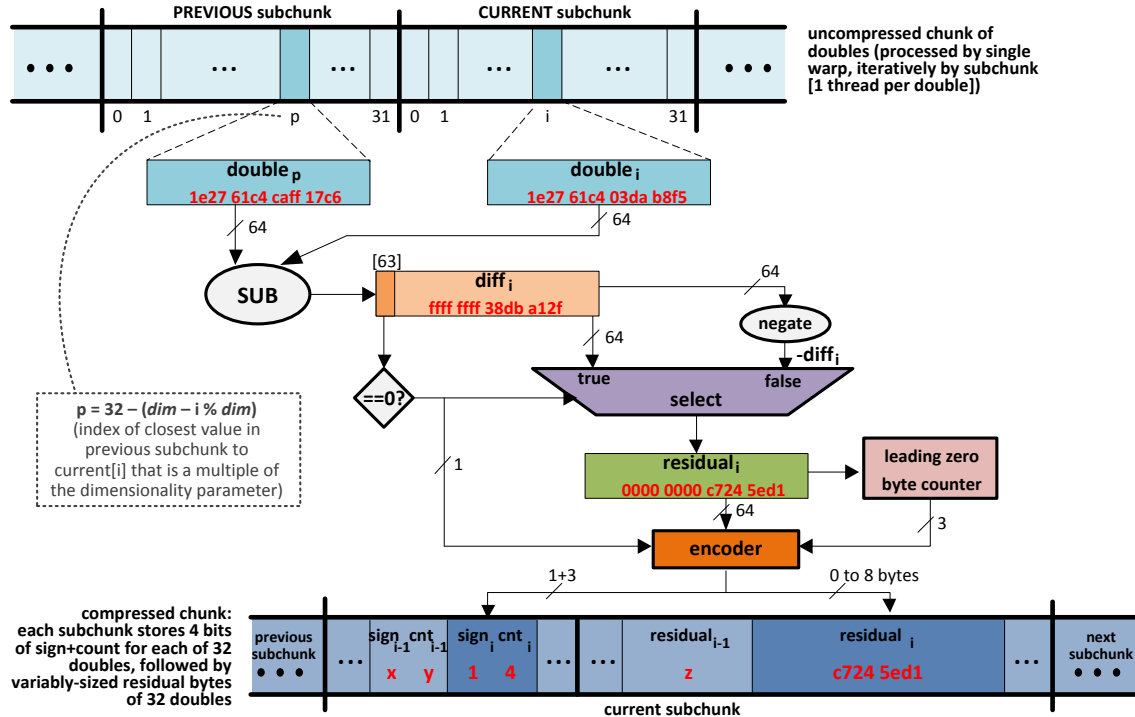 PREVIOUS subchunk
CURRENT subchunk
• • •
...
...
...
...
• • •
0
1
p
31
0
1
i
31
uncompressed chunk of
doubles (processed by single
warp, iteratively by subchunk
[1 thread per double])
double p
1e27 61c4 caff 17c6
double i
1e27 61c4 03da b8f5
64
64
SUB
[63]
diff i
ffff ffff 38db a12f
64
negate
64
-diff i
true
false
select
==0?
p = 32 – (dim – i % dim)
(index of closest value in
previous subchunk to
current[i] that is a multiple of
the dimensionality parameter)
1
residual i
0000 0000 c724 5ed1
leading zero
byte counter
64
3
encoder
1+3
0 to 8 bytes
compressed chunk:
each subchunk stores 4 bits
of sign+count for each of 32
doubles, followed by
variably-sized residual bytes
of 32 doubles
previous
subchunk
• • •
...
sign i-1 cnt i-1
x y
sign i cnt i
1 4
...
...
residual i-1
z
residual i
c724 5ed1
...
next
subchunk
• • •
current subchunk